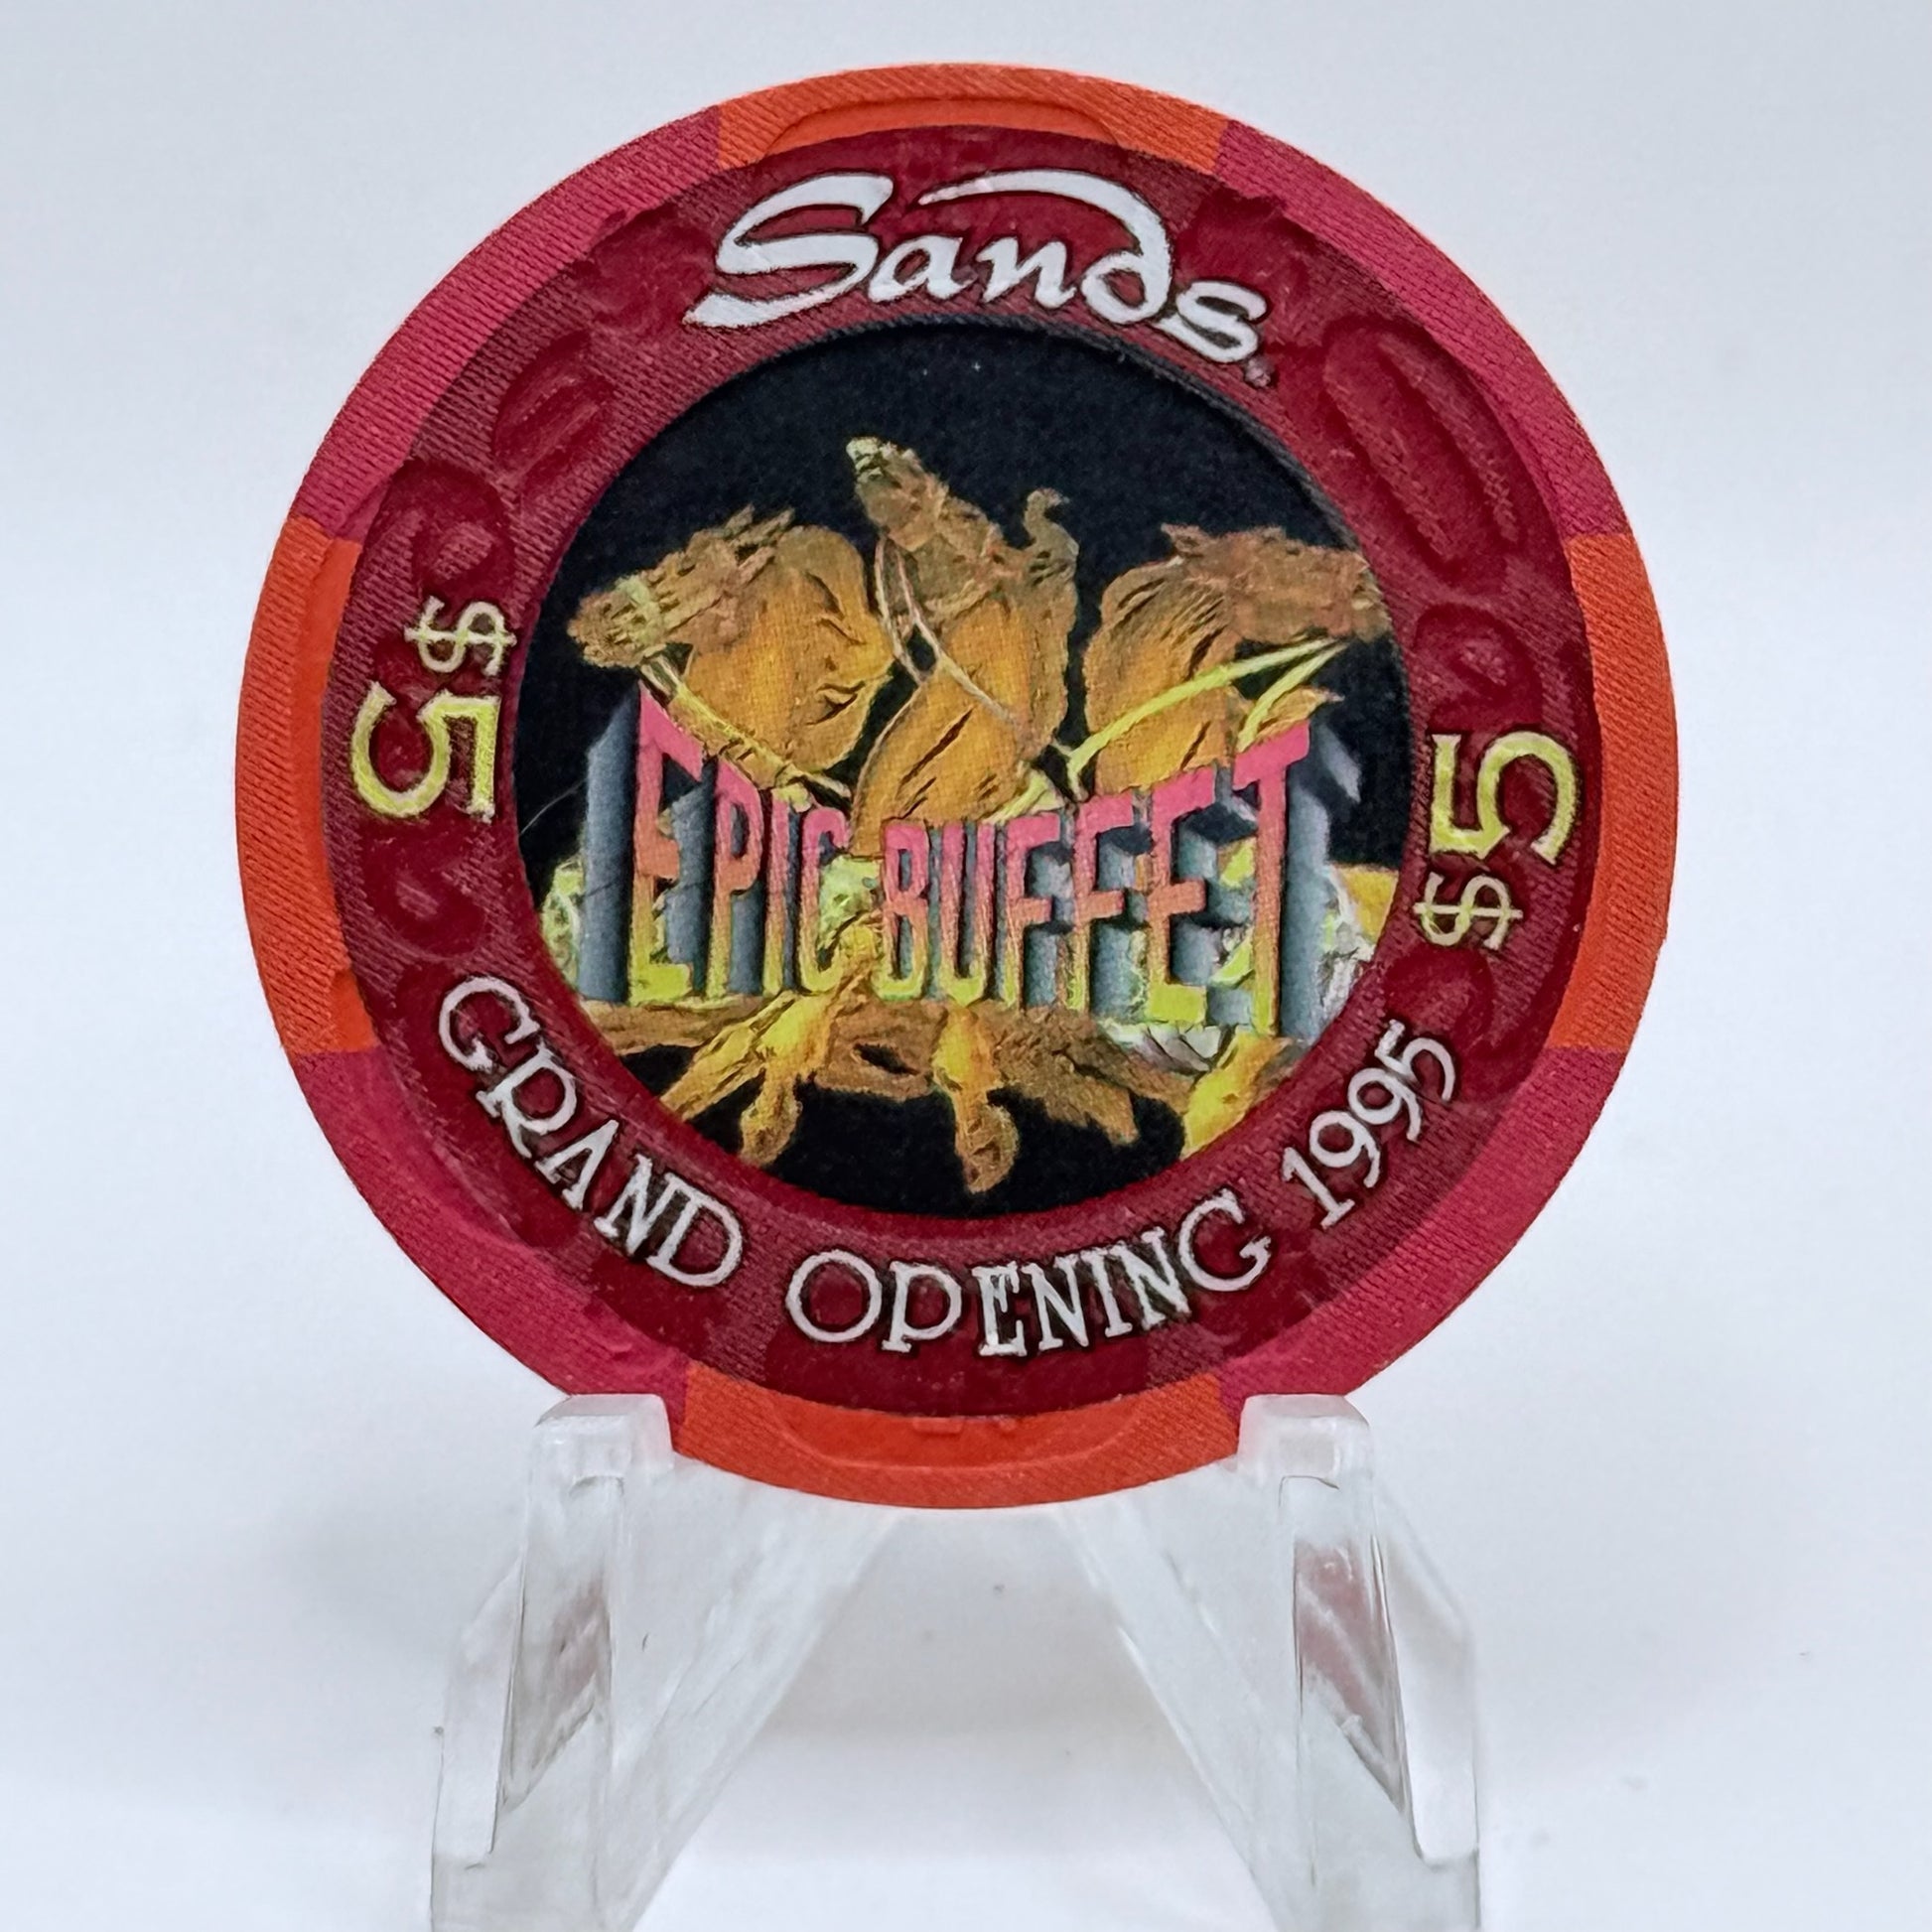 Sands
$5
$5
EPIC BUFFET
GRAND OPENING 1995